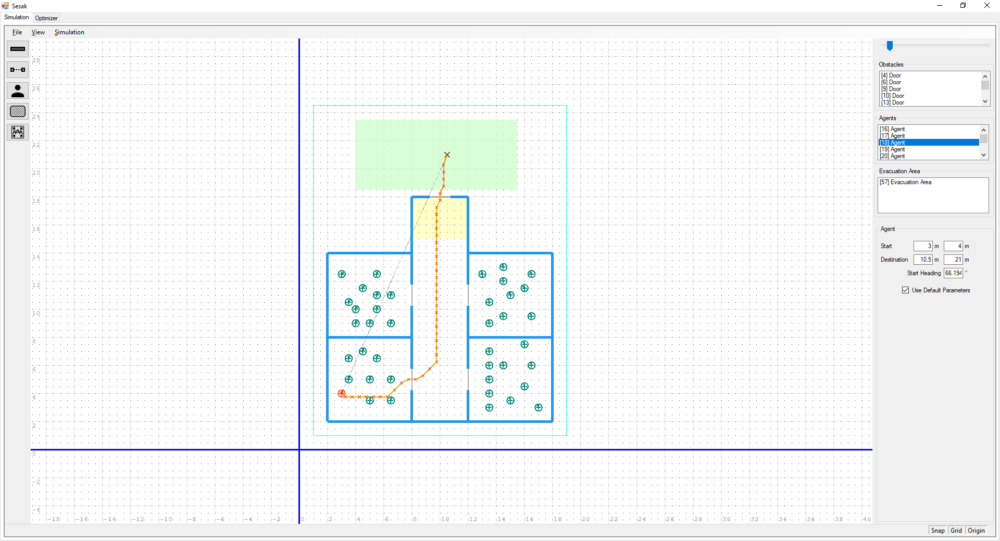 Sesak
Simulation Optimizer
File View Simulation
28
26
24
22
20
18
16
14
12
10
8
6
4
2
0
-2
-4
-18 -16 -14 -12 -10 -8 -6 -4 -2 0 2 4 6 8 10 12 14 16 18 20 22 24 26 28 30 32 34 36 38 40
Obstacles
[4] Door
[6] Door
[9] Door
[10] Door
[13] Door
Agents
[16] Agent
[17] Agent
[18] Agent
[19] Agent
[20] Agent
Evacuation Area
[57] Evacuation Area
Agent
Start 3 m 4 m
Destination 10.5 m 21 m
Start Heading 66.194 °
Use Default Parameters
Snap Grid Origin